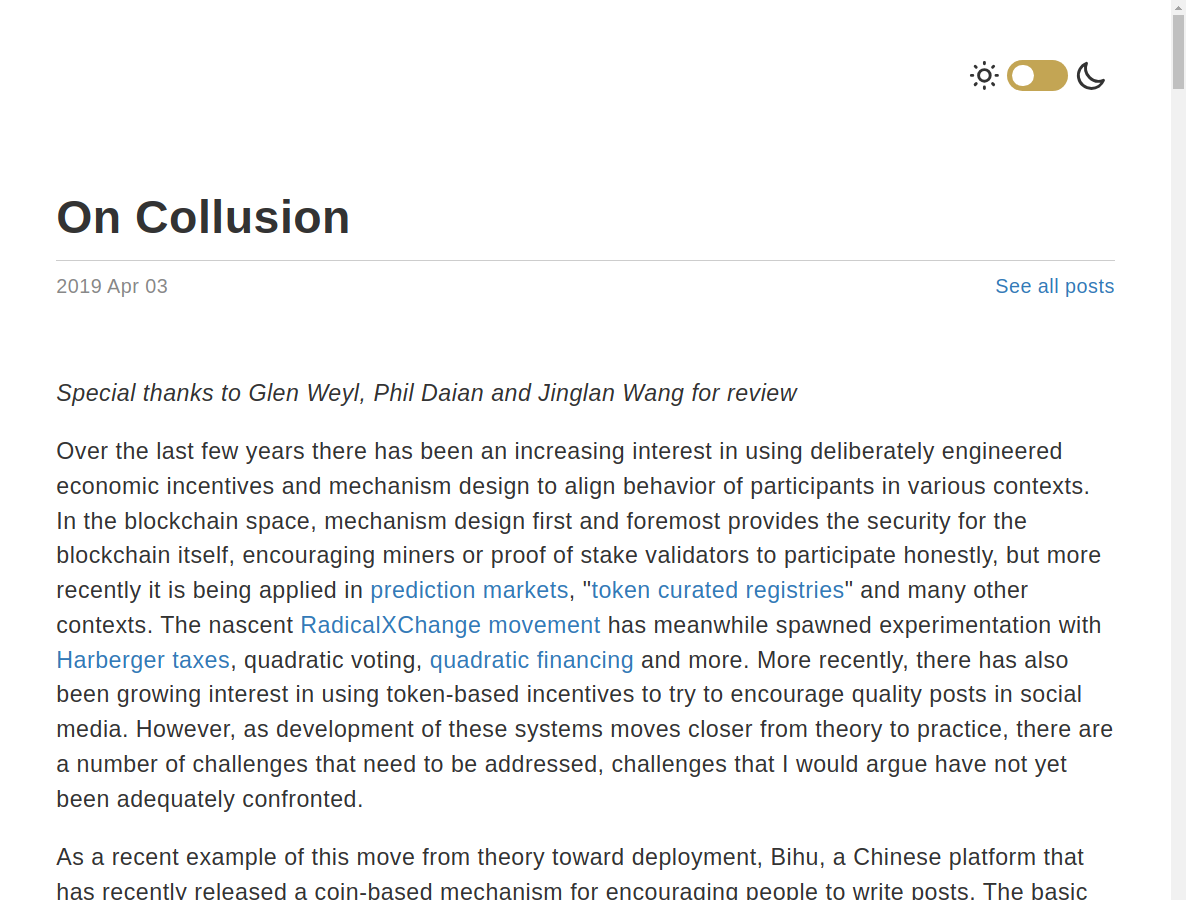 On Collusion
2019 Apr 03
See all posts
Special thanks to Glen Weyl, Phil Daian and Jinglan Wang for review
Over the last few years there has been an increasing interest in using deliberately engineered
economic incentives and mechanism design to align behavior of participants in various contexts.
In the blockchain space, mechanism design first and foremost provides the security for the
blockchain itself, encouraging miners or proof of stake validators to participate honestly, but more
recently it is being applied in prediction markets, "token curated registries" and many other
contexts. The nascent RadicalXChange movement has meanwhile spawned experimentation with
Harberger taxes, quadratic voting, quadratic financing and more. More recently, there has also
been growing interest in using token-based incentives to try to encourage quality posts in social
media. However, as development of these systems moves closer from theory to practice, there are
a number of challenges that need to be addressed, challenges that I would argue have not yet
been adequately confronted.
As a recent example of this move from theory toward deployment, Bihu, a Chinese platform that
has recently released a coin-based mechanism for encouraging people to write posts. The basic